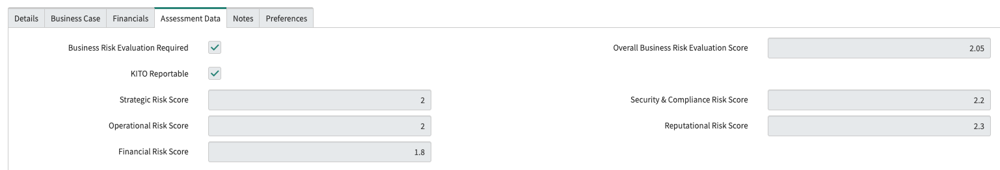 Details Business Case Financials Assessment Data Notes Preferences
Business Risk Evaluation Required Overall Business Risk Evaluation Score 2.05
KITO Reportable
Strategic Risk Score 2 Security & Compliance Risk Score 2.2
Operational Risk Score 2 Reputational Risk Score 2.3
Financial Risk Score 1.8